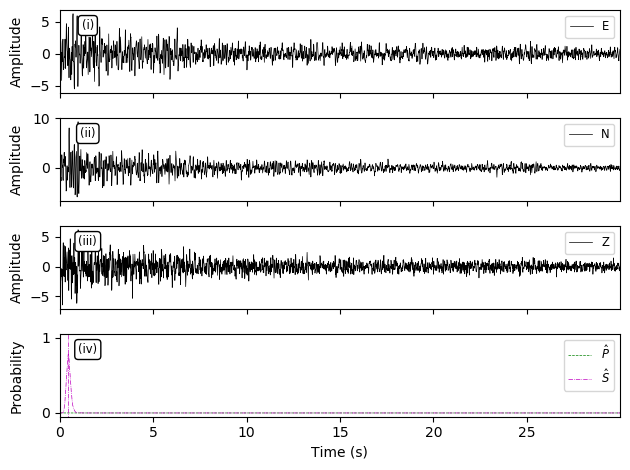 Amplitude
5
0
−5
(i)
E
Amplitude
10
0
(ii)
N
Amplitude
5
0
−5
(iii)
Z
Probability
1
0
(iv)
P̂
Ŝ
0 5 10 15 20 25
Time (s)